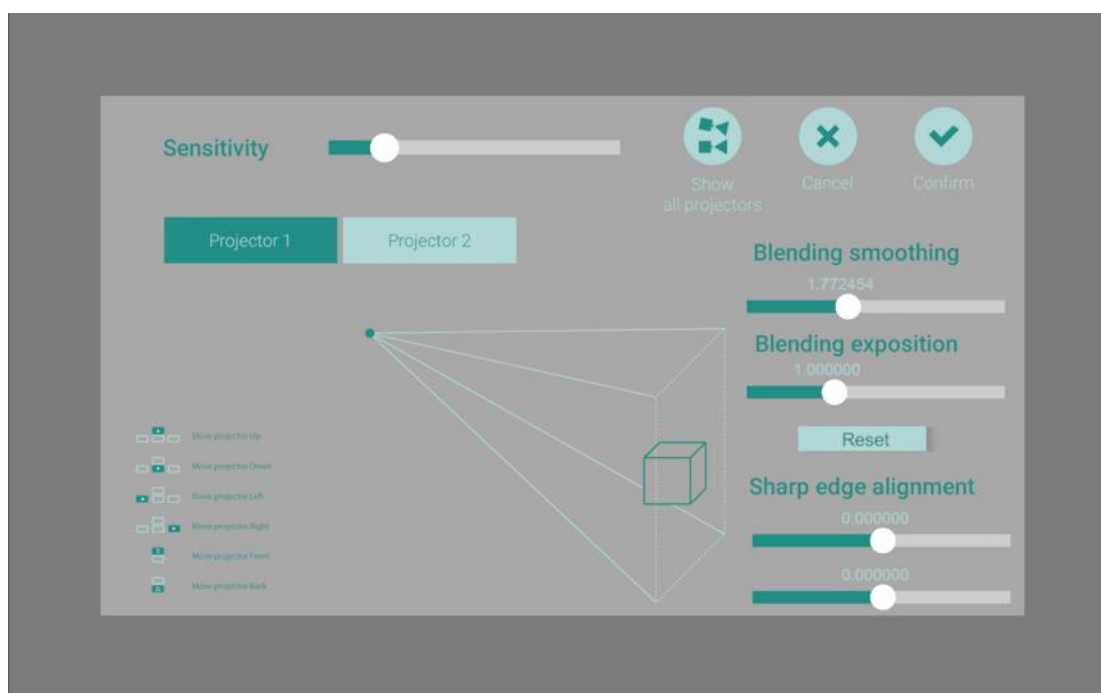 Sensitivity
Show
all projectors
Cancel
Confirm
Projector 1
Projector 2
Blending smoothing
1.772454
Blending exposition
1.000000
Reset
Sharp edge alignment
0.000000
0.000000
Move projector Up
Move projector Down
Move projector Left
Move projector Right
Move projector Front
Move projector Back